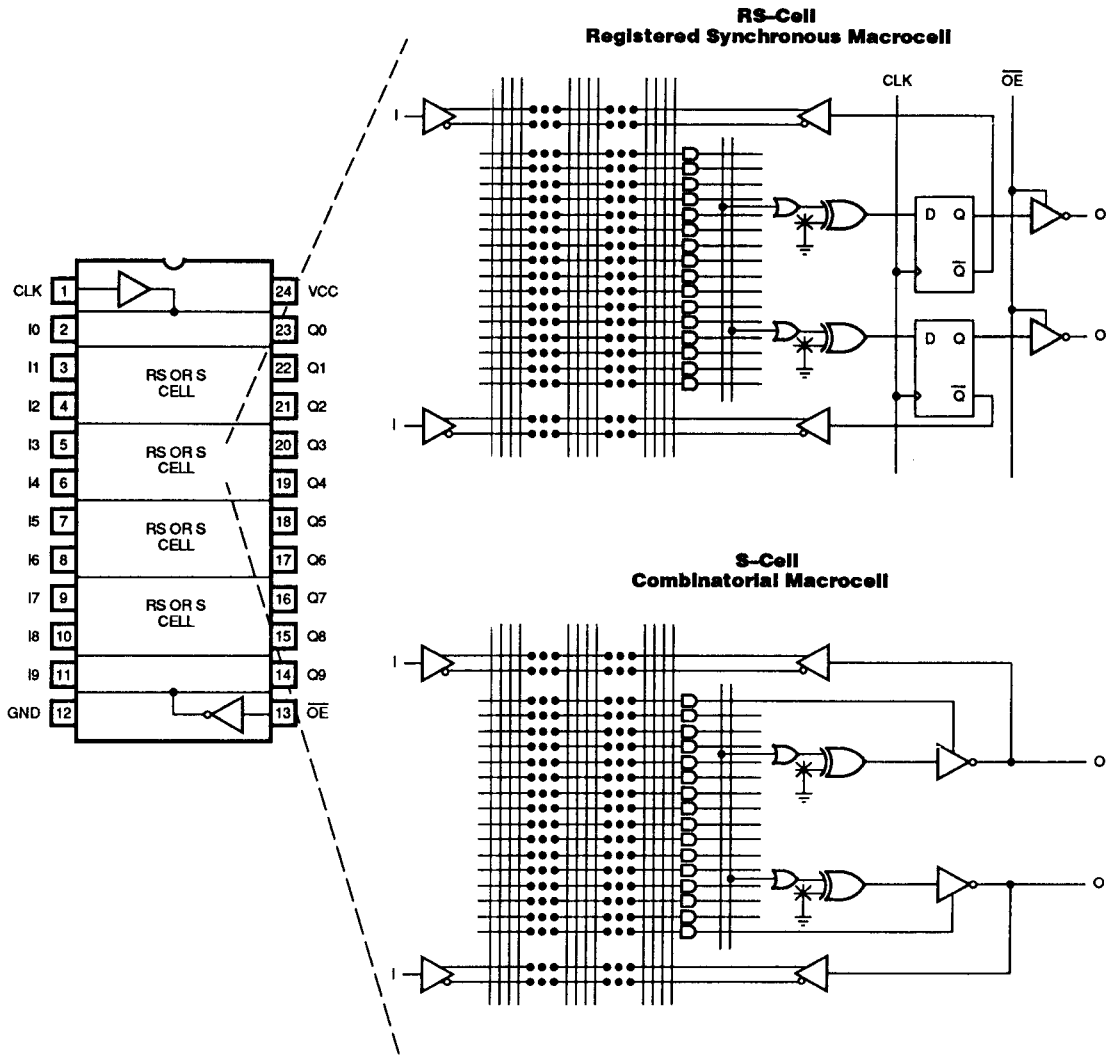 RS–Cell
Registered Synchronous Macrocell
CLK
OE
I
D Q
Q
O
D Q
Q
O
I
CLK 1
24 VCC
I0 2
23 Q0
I1 3
22 Q1
RS OR S
CELL
I2 4
21 Q2
I3 5
20 Q3
RS OR S
CELL
I4 6
19 Q4
I5 7
18 Q5
RS OR S
CELL
I6 8
17 Q6
I7 9
16 Q7
RS OR S
CELL
I8 10
15 Q8
I9 11
14 Q9
GND 12
13 OE
S–Cell
Combinatorial Macrocell
I
O
O
I